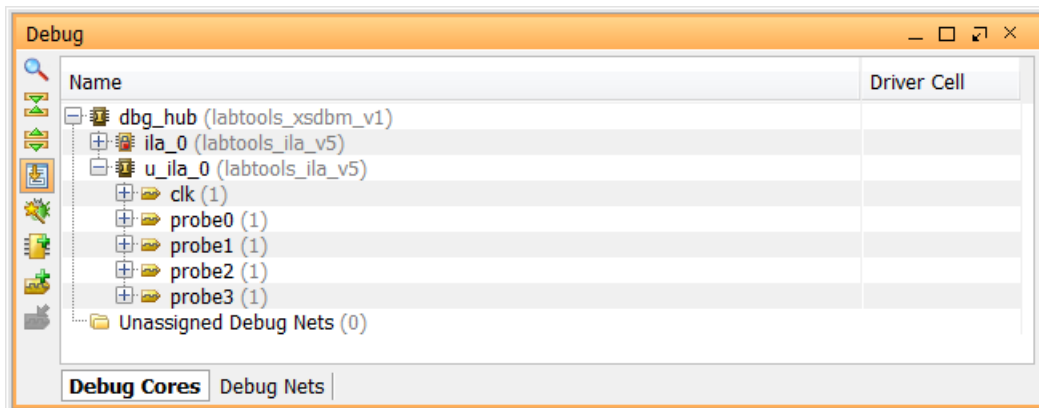 Debug
Name Driver Cell
dbg_hub (labtools_xsdbm_v1)
ila_0 (labtools_ila_v5)
u_ila_0 (labtools_ila_v5)
clk (1)
probe0 (1)
probe1 (1)
probe2 (1)
probe3 (1)
Unassigned Debug Nets (0)
Debug Cores Debug Nets